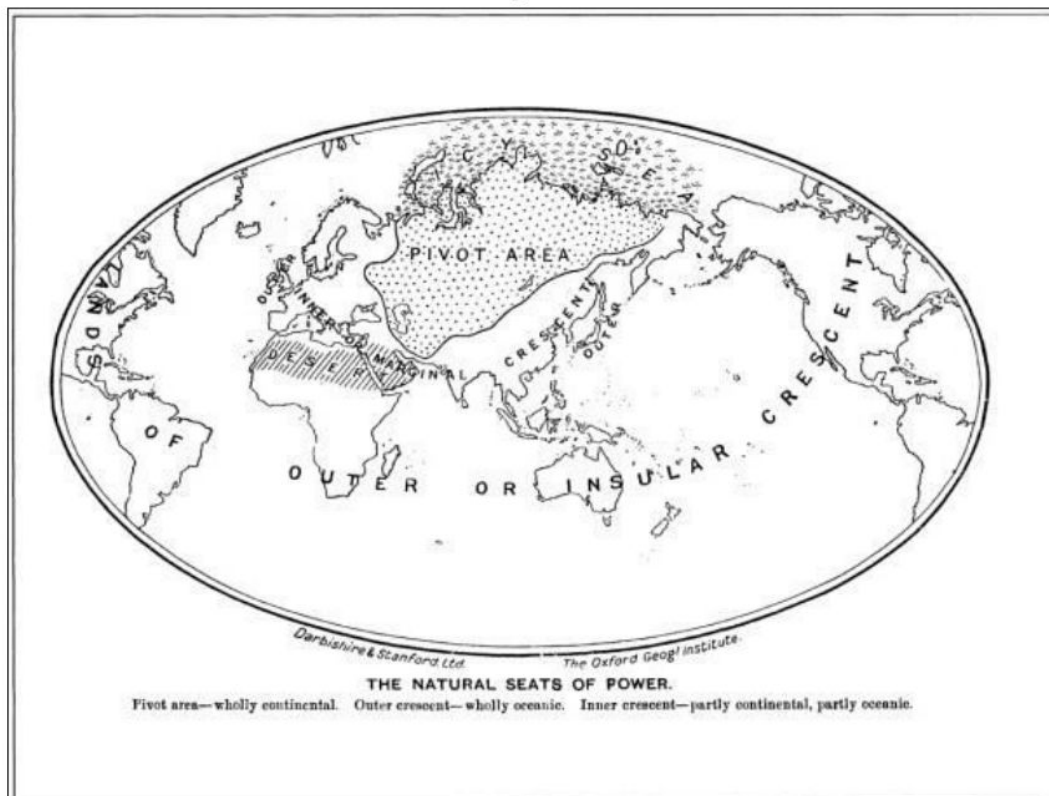 ICY SEA
PIVOT AREA
OUTER
INNER OR MARGINAL CRESCENT
OUTER
DESERT
LANDS OF OUTER OR INSULAR CRESCENT
Darbishire & Stanford, Ltd. The Oxford Geogl. Institute.
THE NATURAL SEATS OF POWER.
Pivot area—wholly continental. Outer crescent—wholly oceanic. Inner crescent—partly continental, partly oceanic.